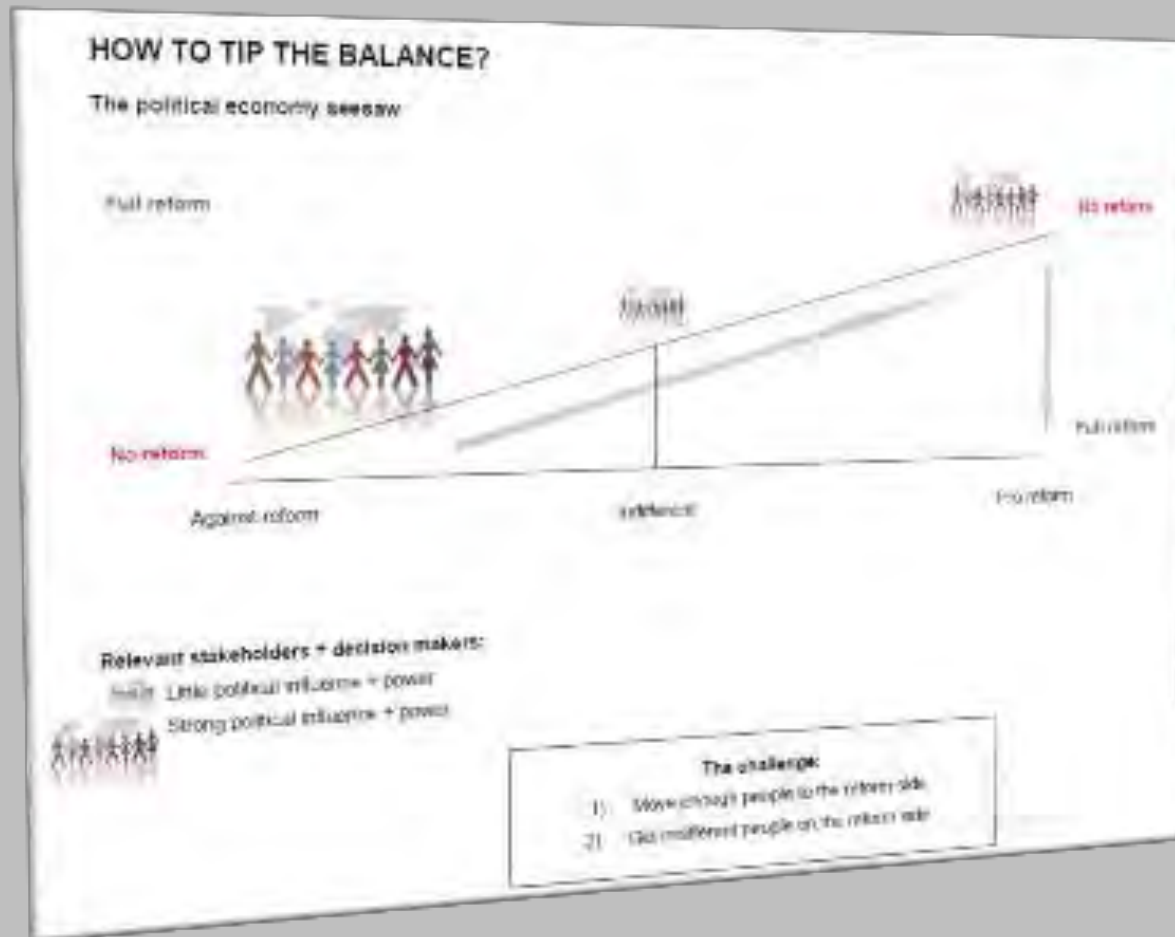 HOW TO TIP THE BALANCE?
The political economy seesaw
Full reform
No reform
No reform
Full reform
Against reform
Indifferent
Pro reform
Relevant stakeholders + decision makers:
Little political influence + power
Strong political influence + power
The challenge:
1) Move enough people to the reform side
2) Get indifferent people on the reform side